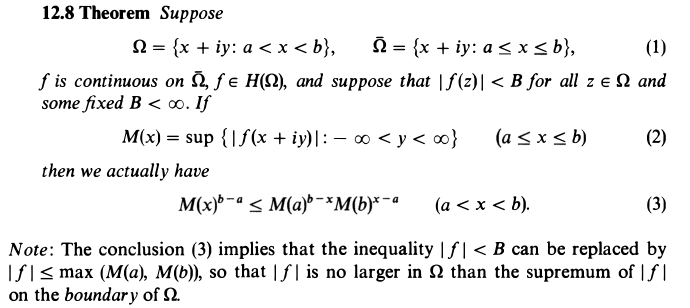 12.8 Theorem Suppose
Ω = {x + iy: a < x < b},  Ω̄ = {x + iy: a ≤ x ≤ b},  (1)
f is continuous on Ω̄, f ∈ H(Ω), and suppose that |f(z)| < B for all z ∈ Ω and
some fixed B < ∞. If
M(x) = sup {|f(x + iy)|: − ∞ < y < ∞}  (a ≤ x ≤ b)  (2)
then we actually have
M(x)ᵇ⁻ᵃ ≤ M(a)ᵇ⁻ˣM(b)ˣ⁻ᵃ  (a < x < b).  (3)
Note: The conclusion (3) implies that the inequality |f| < B can be replaced by
|f| ≤ max (M(a), M(b)), so that |f| is no larger in Ω than the supremum of |f|
on the boundary of Ω.